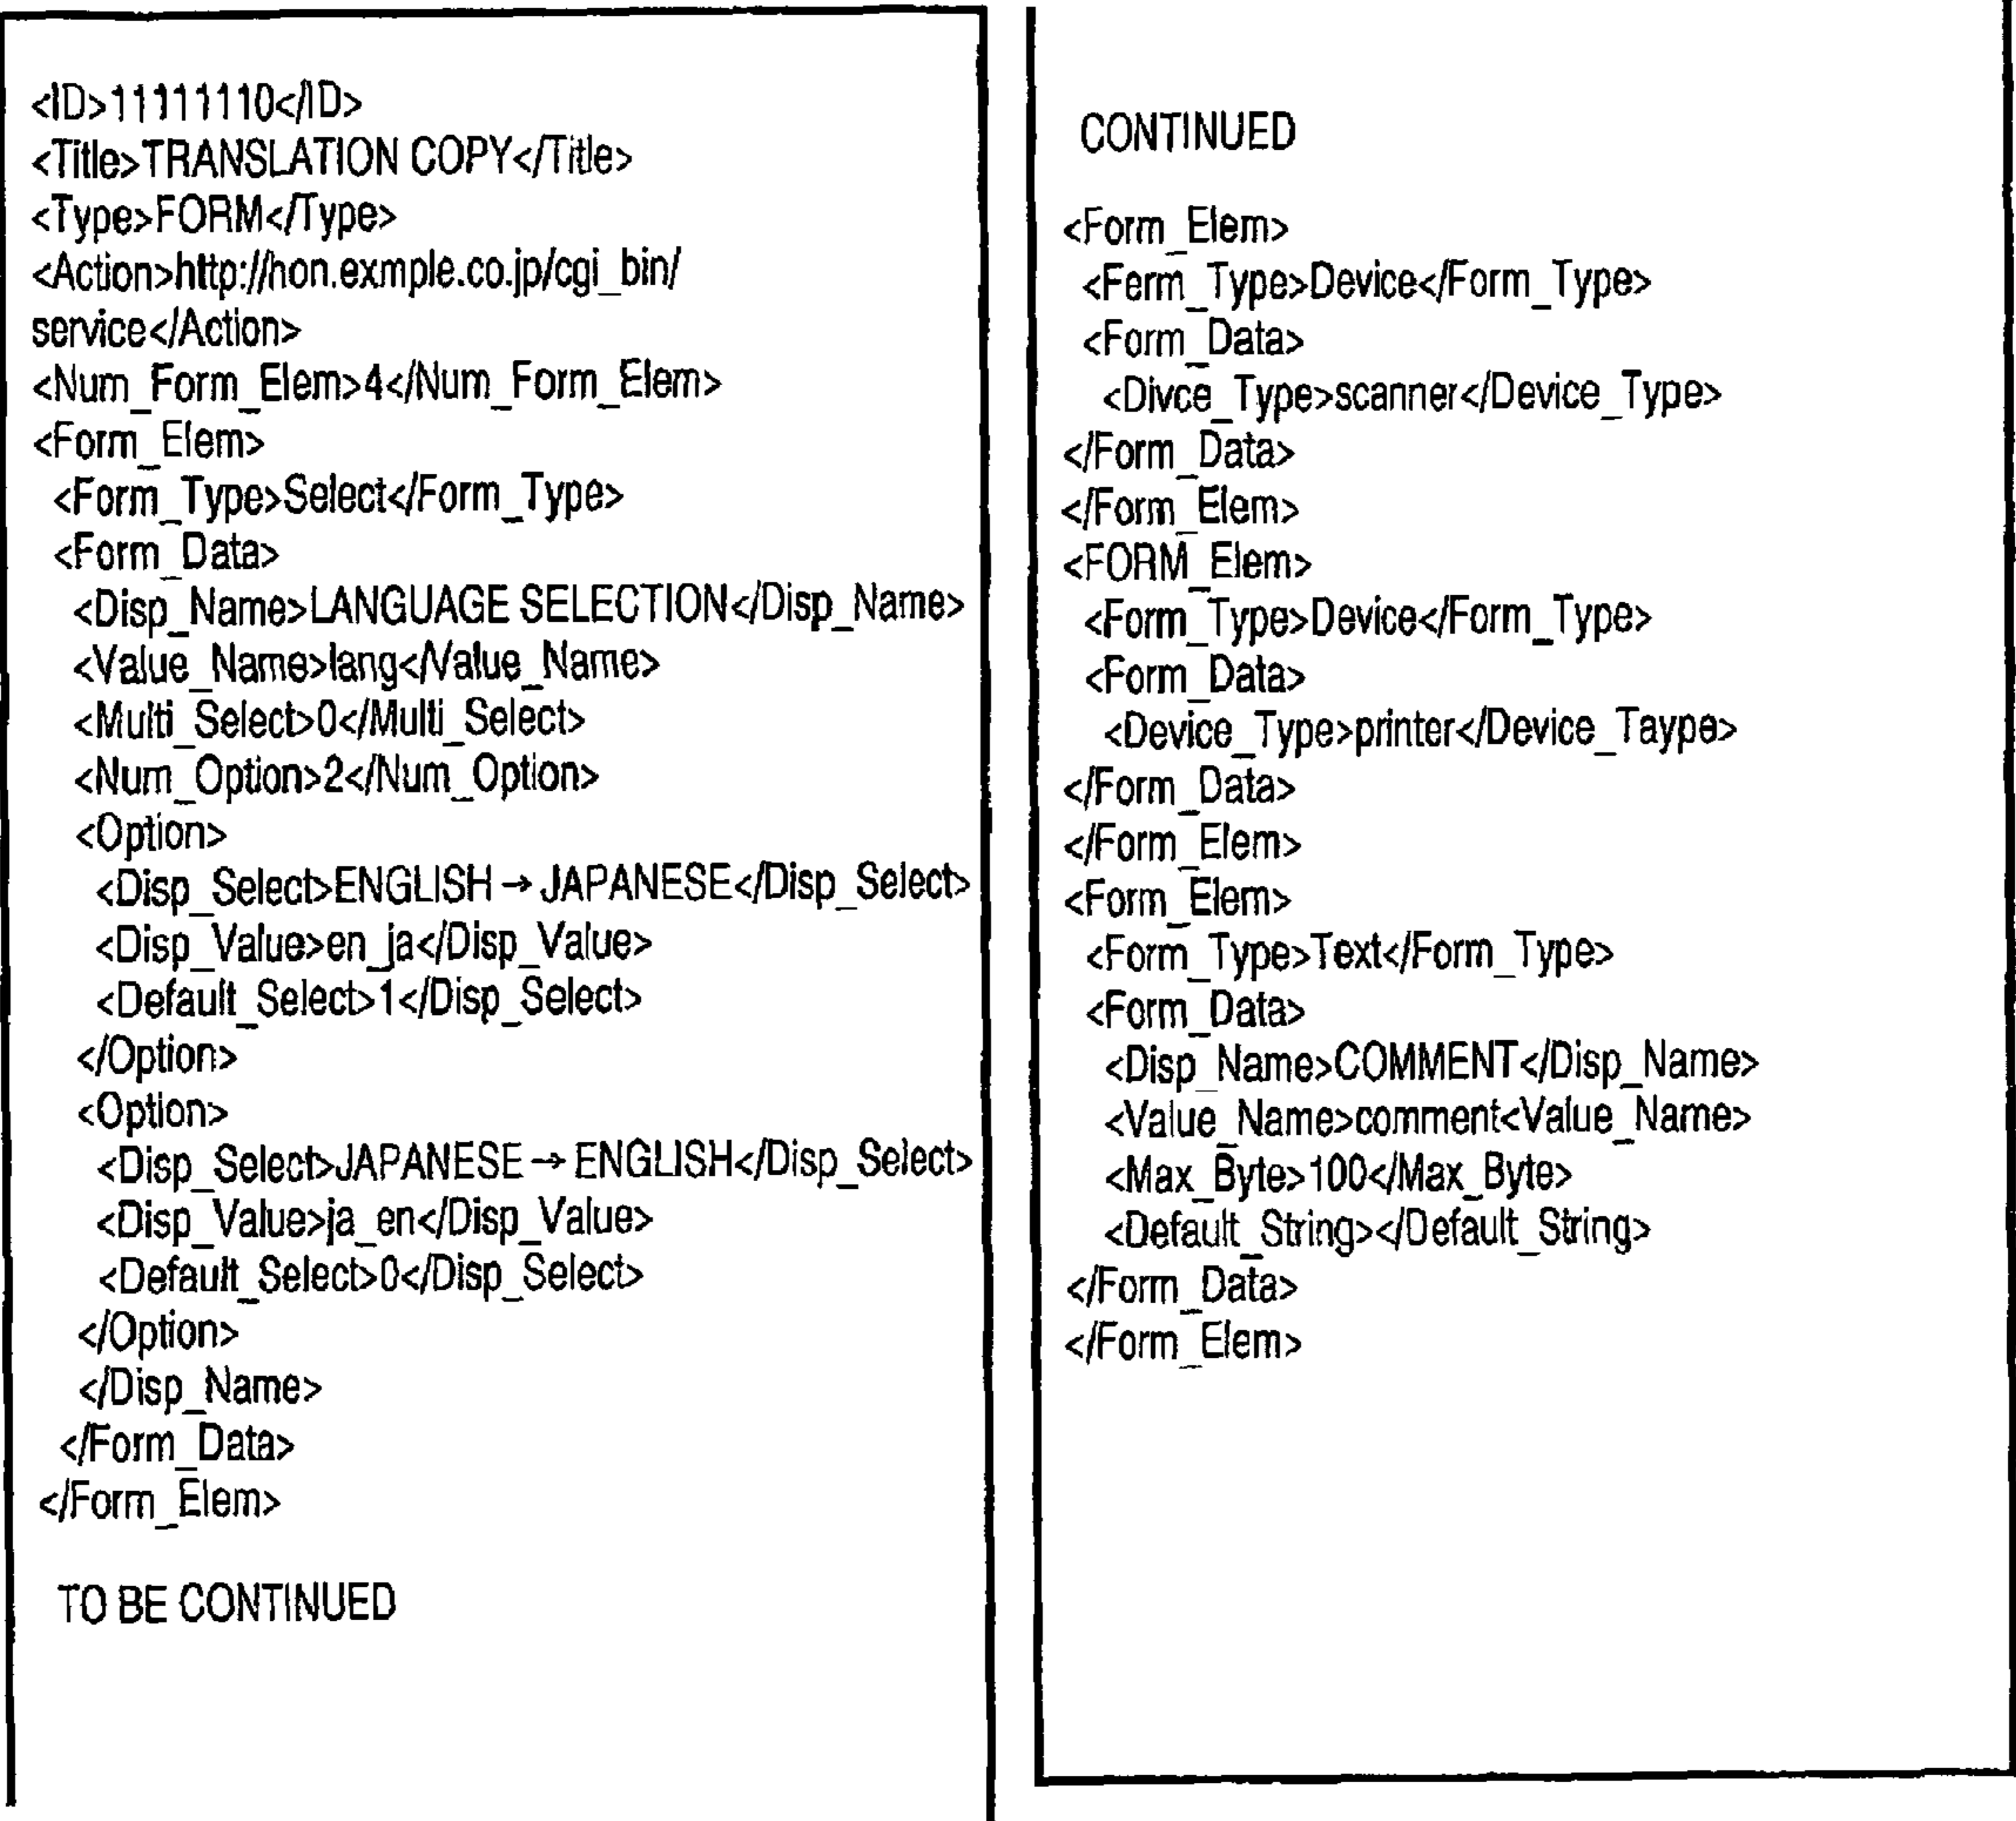 <ID>11111110</ID>
<Title>TRANSLATION COPY</Title>
<Type>FORM</Type>
<Action>http://hon.exmple.co.jp/cgi_bin/
service</Action>
<Num_Form_Elem>4</Num_Form_Elem>
<Form_Elem>
<Form_Type>Select</Form_Type>
<Form_Data>
<Disp_Name>LANGUAGE SELECTION</Disp_Name>
<Value_Name>lang</Value_Name>
<Multi_Select>0</Multi_Select>
<Num_Option>2</Num_Option>
<Option>
<Disp_Select>ENGLISH → JAPANESE</Disp_Select>
<Disp_Value>en_ja</Disp_Value>
<Default_Select>1</Disp_Select>
</Option>
<Option>
<Disp_Select>JAPANESE → ENGLISH</Disp_Select>
<Disp_Value>ja_en</Disp_Value>
<Default_Select>0</Disp_Select>
</Option>
</Disp_Name>
</Form_Data>
</Form_Elem>
TO BE CONTINUED
CONTINUED
<Form_Elem>
<Ferm_Type>Device</Form_Type>
<Form_Data>
<Divce_Type>scanner</Device_Type>
</Form_Data>
</Form_Elem>
<FORM_Elem>
<Form_Type>Device</Form_Type>
<Form_Data>
<Device_Type>printer</Device_Taype>
</Form_Data>
</Form_Elem>
<Form_Elem>
<Form_Type>Text</Form_Type>
<Form_Data>
<Disp_Name>COMMENT</Disp_Name>
<Value_Name>comment<Value_Name>
<Max_Byte>100</Max_Byte>
<Default_String></Default_String>
</Form_Data>
</Form_Elem>